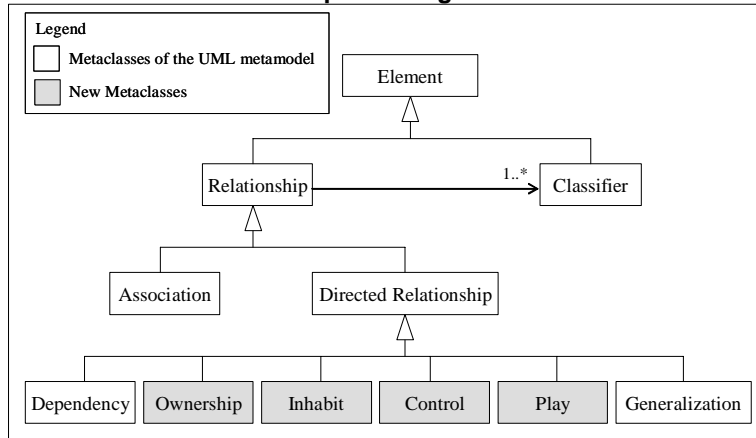 Legend
Metaclasses of the UML metamodel
New Metaclasses
Element
Relationship
1..*
Classifier
Association
Directed Relationship
Dependency
Ownership
Inhabit
Control
Play
Generalization